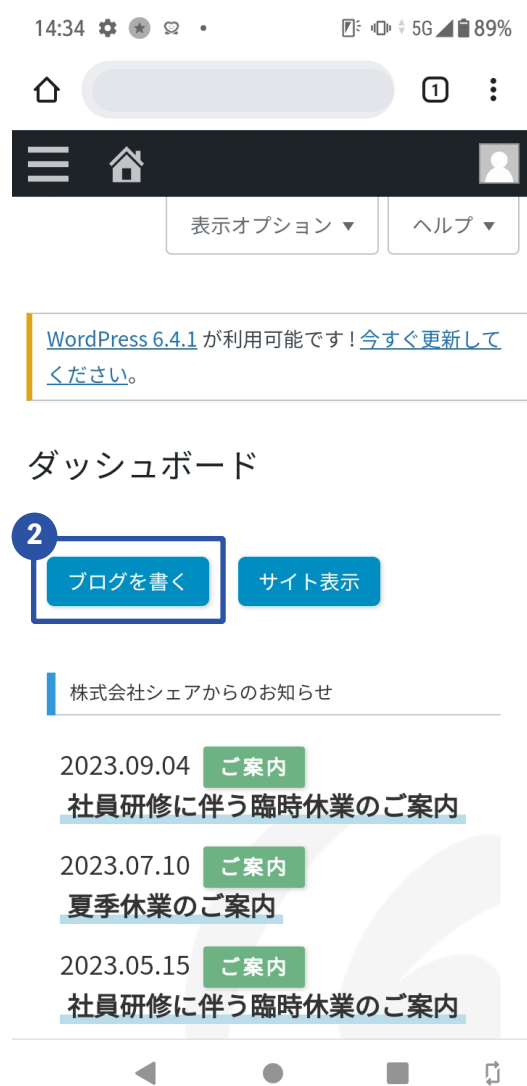 14:34
5G 89%
1
表示オプション ▼ ヘルプ ▼
WordPress 6.4.1 が利用可能です ! 今すぐ更新して
ください。
ダッシュボード
2
ブログを書く サイト表示
株式会社シェアからのお知らせ
2023.09.04 ご案内
社員研修に伴う臨時休業のご案内
2023.07.10 ご案内
夏季休業のご案内
2023.05.15 ご案内
社員研修に伴う臨時休業のご案内